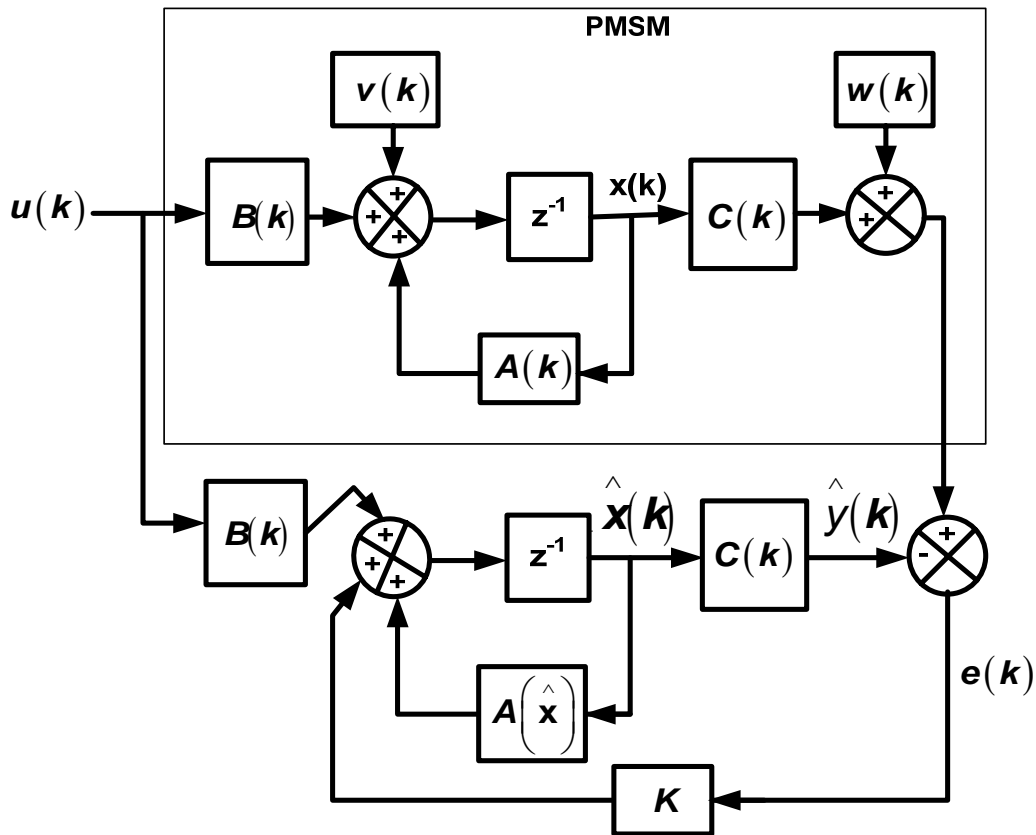 PMSM
v(k)
w(k)
u(k)
B(k)
+
+
+
z⁻¹
x(k)
C(k)
+
+
A(k)
B(k)
+
+
+
z⁻¹
x̂(k)
C(k)
ŷ(k)
+
-
A(x̂)
e(k)
K